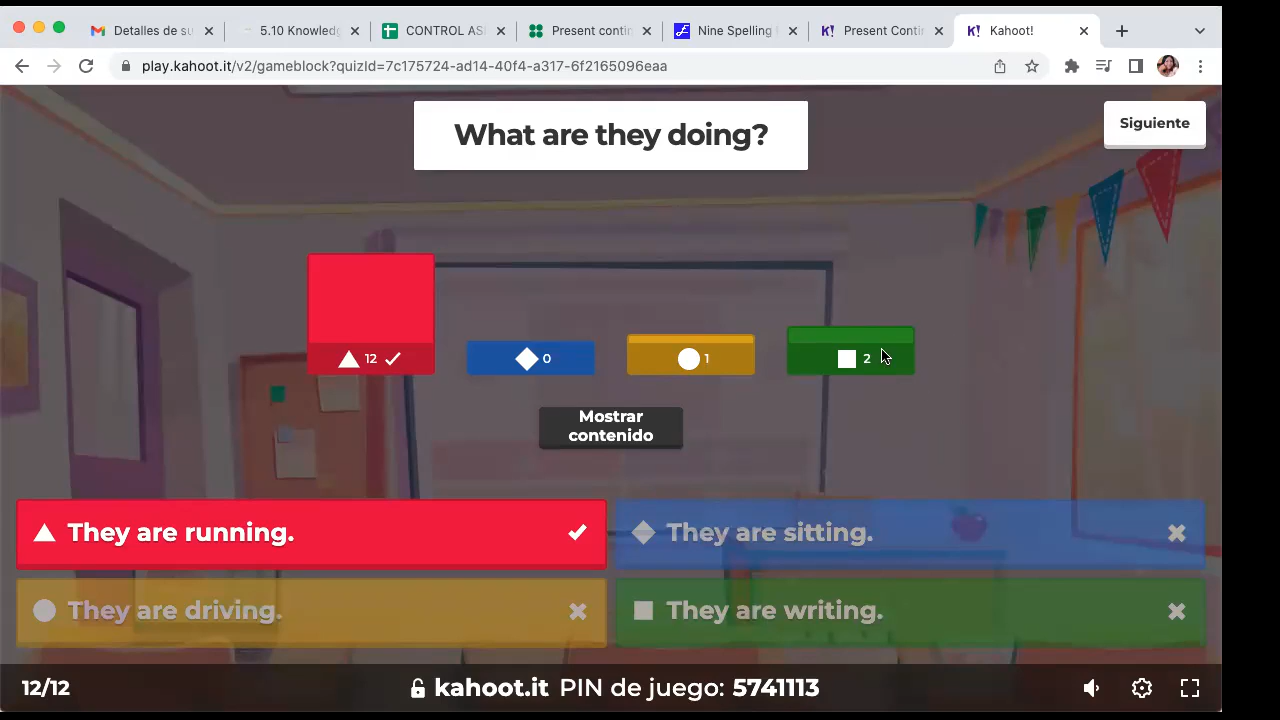 Detalles de su
5.10 Knowled
CONTROL AS
Present contin
Nine Spelling
Present Conti
Kahoot!
play.kahoot.it/v2/gameblock?quizId=7c175724-ad14-40f4-a317-6f2165096eaa
What are they doing?
Siguiente
12
0
1
2
Mostrar
contenido
They are running.
They are sitting.
They are driving.
They are writing.
12/12
kahoot.it PIN de juego: 5741113